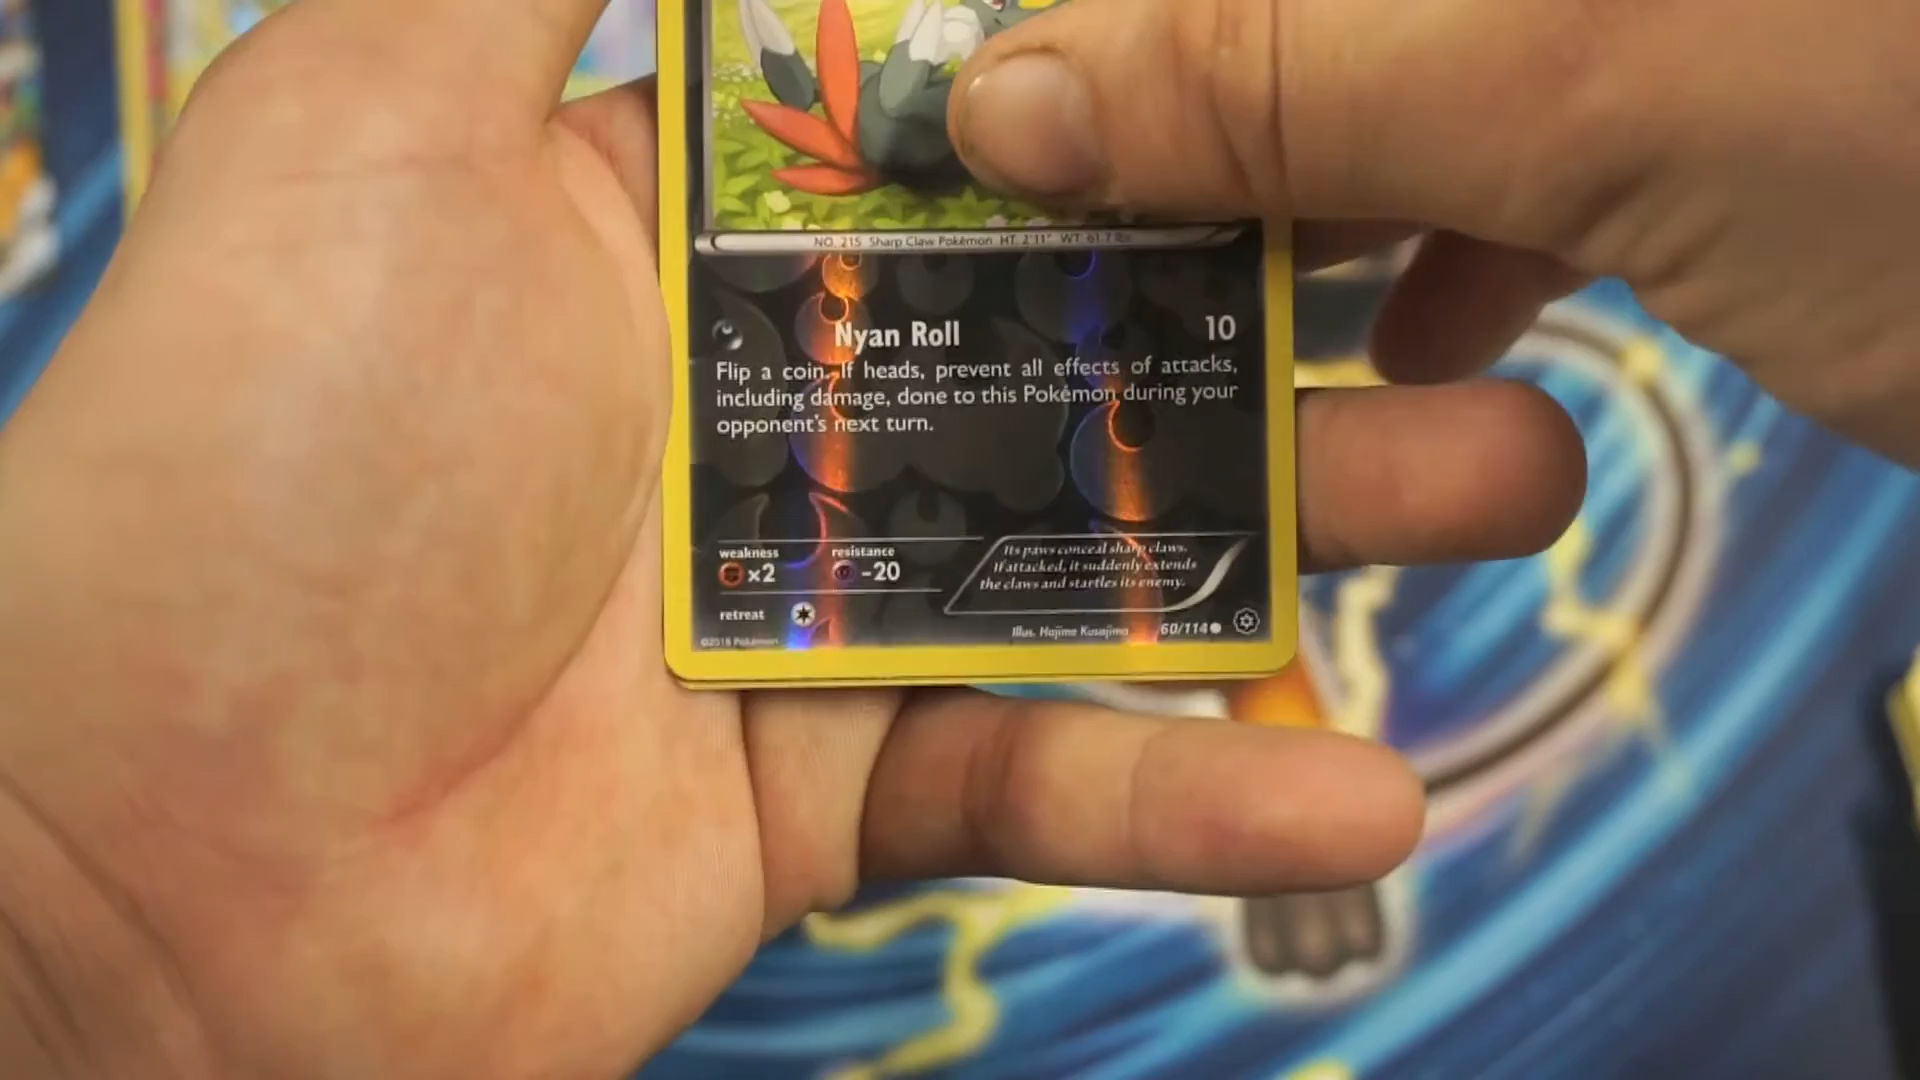 NO. 215 Sharp Claw Pokémon HT. 2'11" WT. 61.7 lbs.
Nyan Roll 10
Flip a coin. If heads, prevent all effects of attacks,
including damage, done to this Pokémon during your
opponent's next turn.
weakness resistance
x2 -20
Its paws conceal sharp claws.
If attacked, it suddenly extends
the claws and startles its enemy.
retreat
©2016 Pokémon
Illus. Hajime Kusajima 60/114